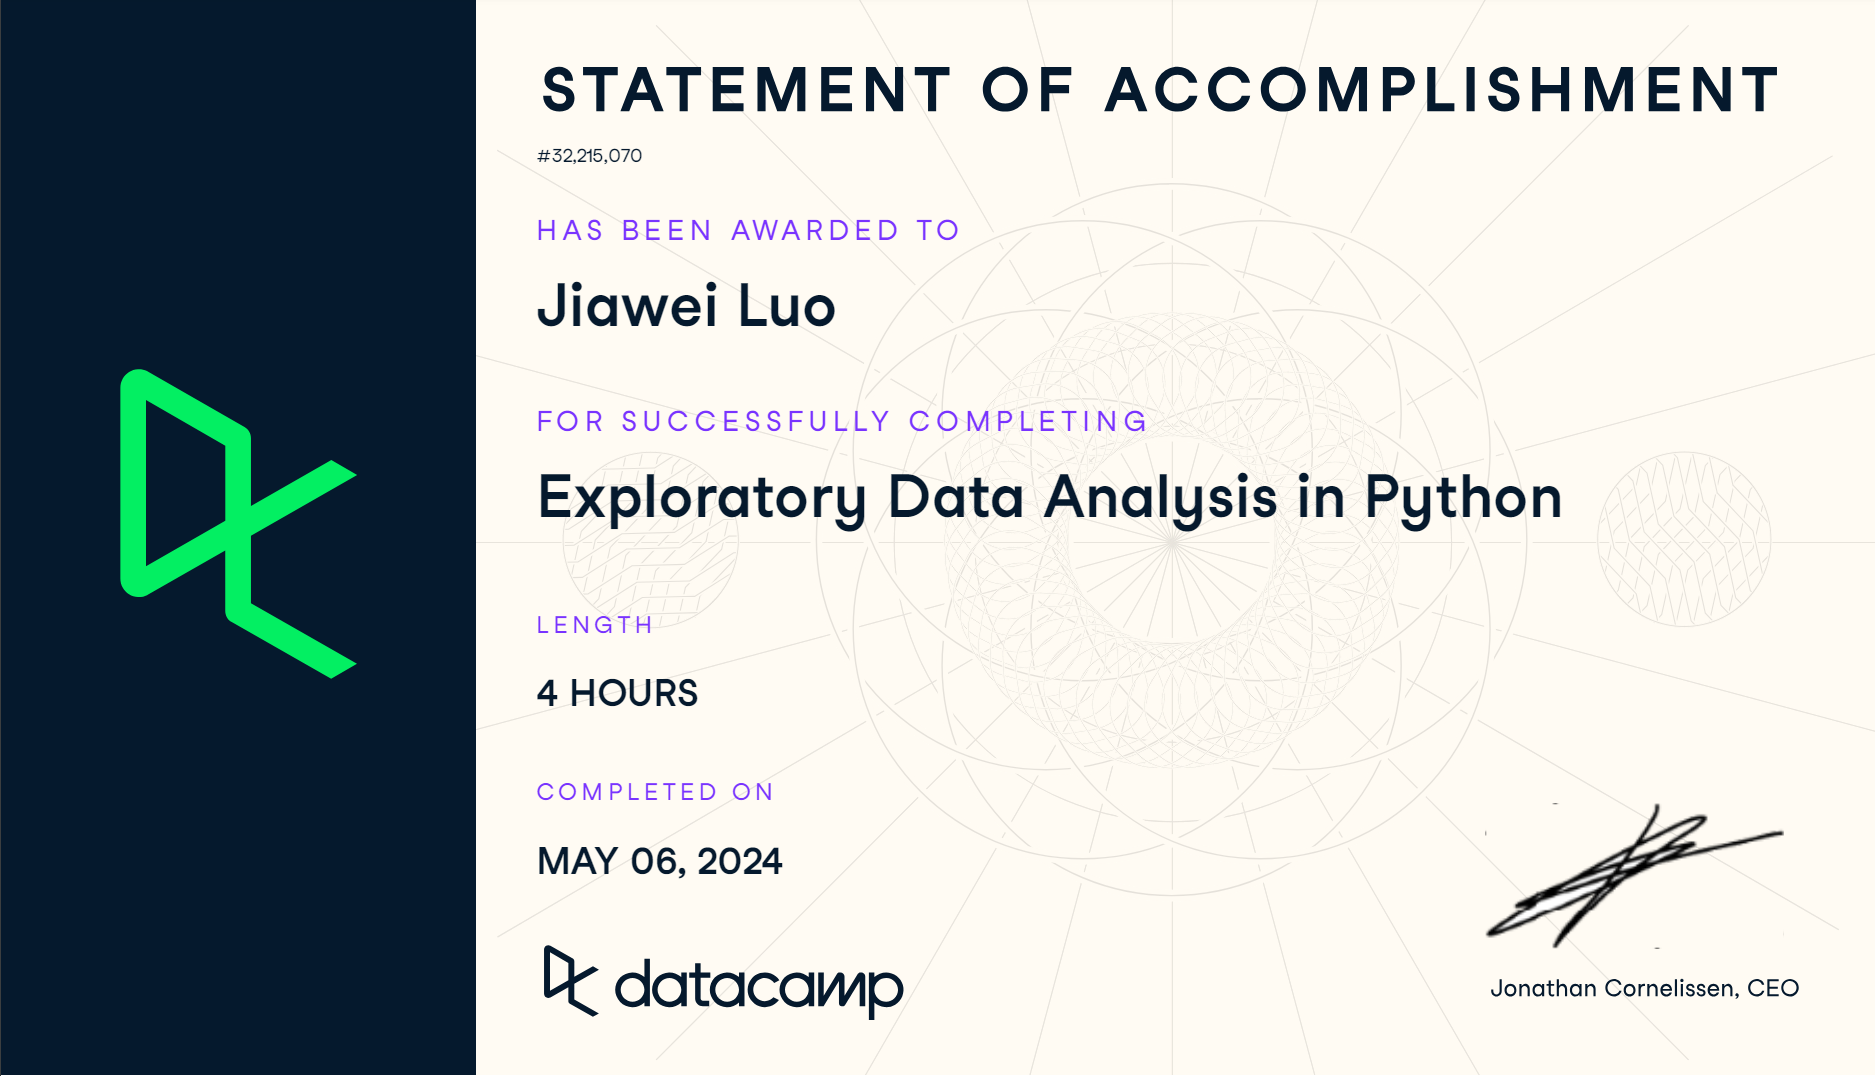 STATEMENT OF ACCOMPLISHMENT
#32,215,070
HAS BEEN AWARDED TO
Jiawei Luo
FOR SUCCESSFULLY COMPLETING
Exploratory Data Analysis in Python
LENGTH
4 HOURS
COMPLETED ON
MAY 06, 2024
datacamp
Jonathan Cornelissen, CEO